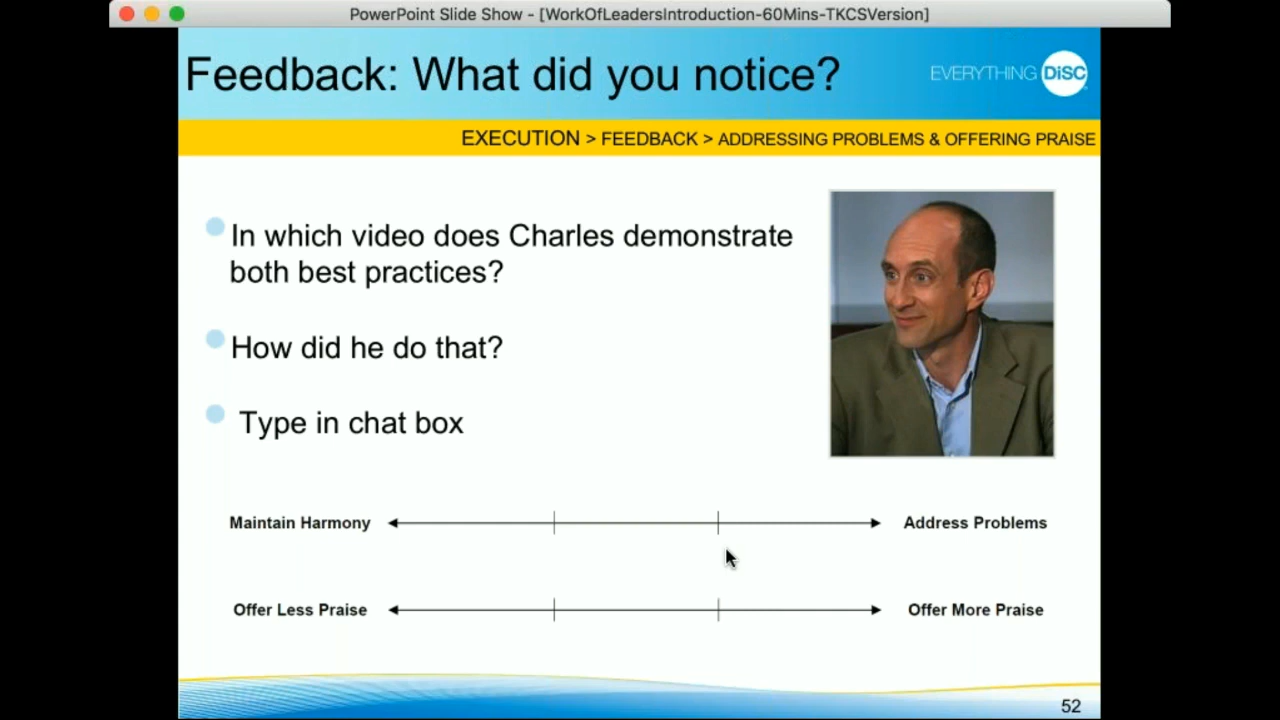 PowerPoint Slide Show - [WorkOfLeadersIntroduction-60Mins-TKCSVersion]
Feedback: What did you notice?
EVERYTHING DiSC
EXECUTION > FEEDBACK > ADDRESSING PROBLEMS & OFFERING PRAISE
In which video does Charles demonstrate
both best practices?
How did he do that?
Type in chat box
Maintain Harmony Address Problems
Offer Less Praise Offer More Praise
52